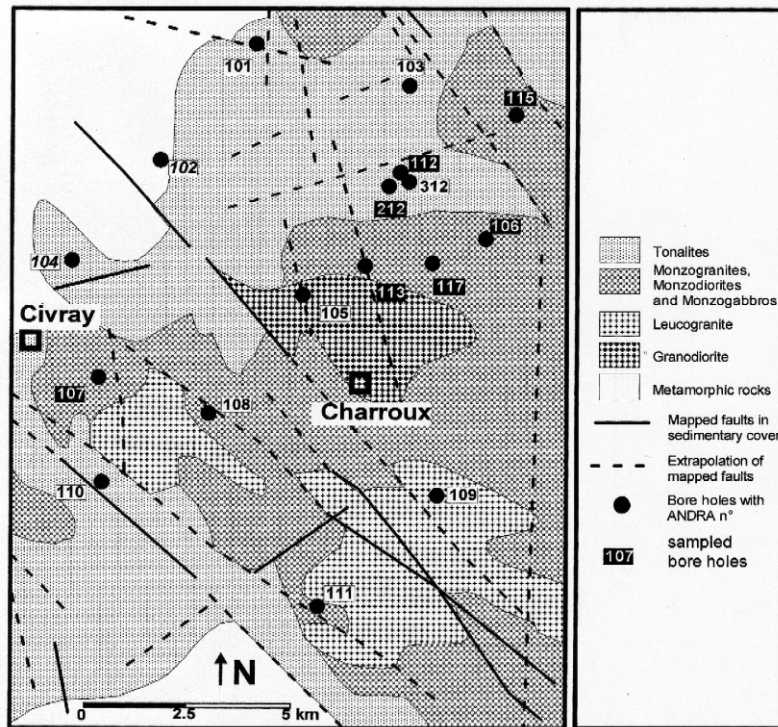 101
103
115
102
112
312
212
106
104
113
117
105
Civray
Charroux
107
108
110
109
111
N
0 2.5 5 km
Tonalites
Monzogranites,
Monzodiorites
and Monzogabbros
Leucogranite
Granodiorite
Metamorphic rocks
Mapped faults in
sedimentary cover
Extrapolation of
mapped faults
Bore holes with
ANDRA n°
107 sampled
bore holes